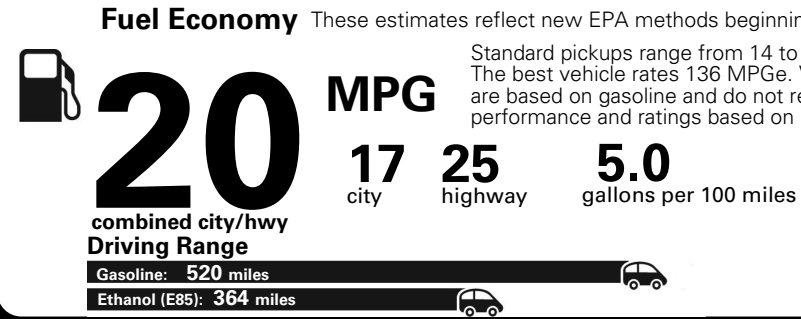 Fuel Economy These estimates reflect new EPA methods
Standard pickups range from 14 to
The best vehicle rates 136 MPGe.
are based on gasoline and do not
performance and ratings based on
20 MPG
17 25 5.0
city highway gallons per 100 miles
combined city/hwy
Driving Range
Gasoline: 520 miles
Ethanol (E85): 364 miles